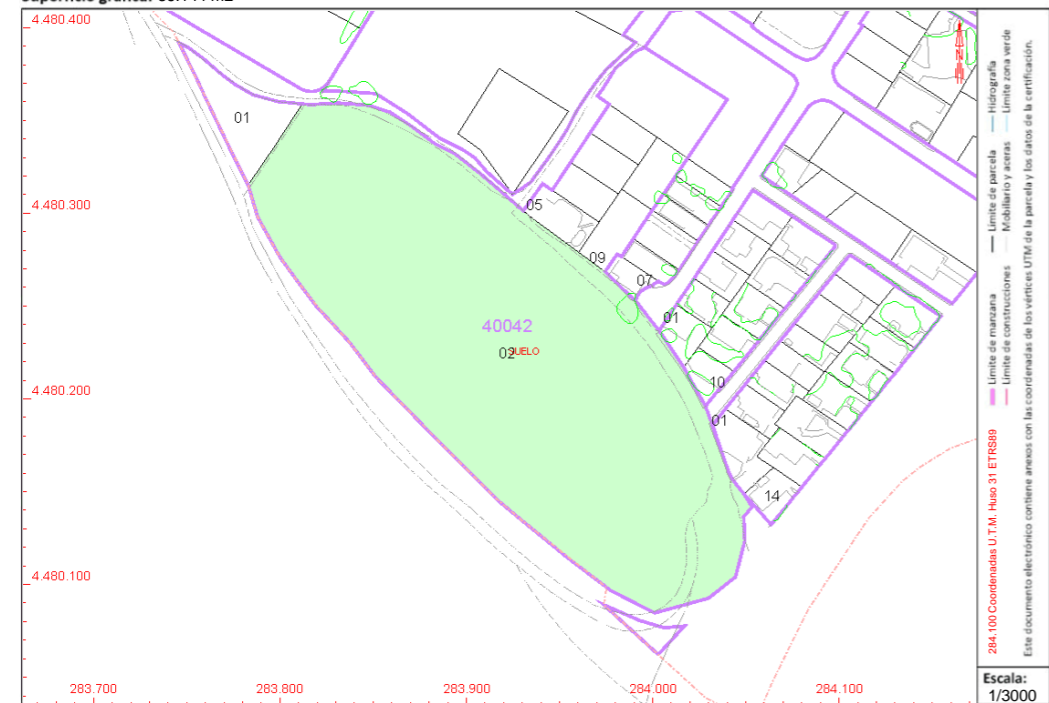 4.480.400
01
4.480.300
05
09
07
01
40042
02
SUELO
10
4.480.200
01
14
4.480.100
283.700 283.800 283.900 284.000 284.100
284.100 Coordenadas U.T.M. Huso 31 ETRS89
Límite de manzana
Límite de parcela
Hidrografía
Límite de construcciones
Mobiliario y aceras
Límite zona verde
Este documento electrónico contiene anexos con las coordenadas de los vértices UTM de la parcela y los datos de la certificación.
Escala:
1/3000